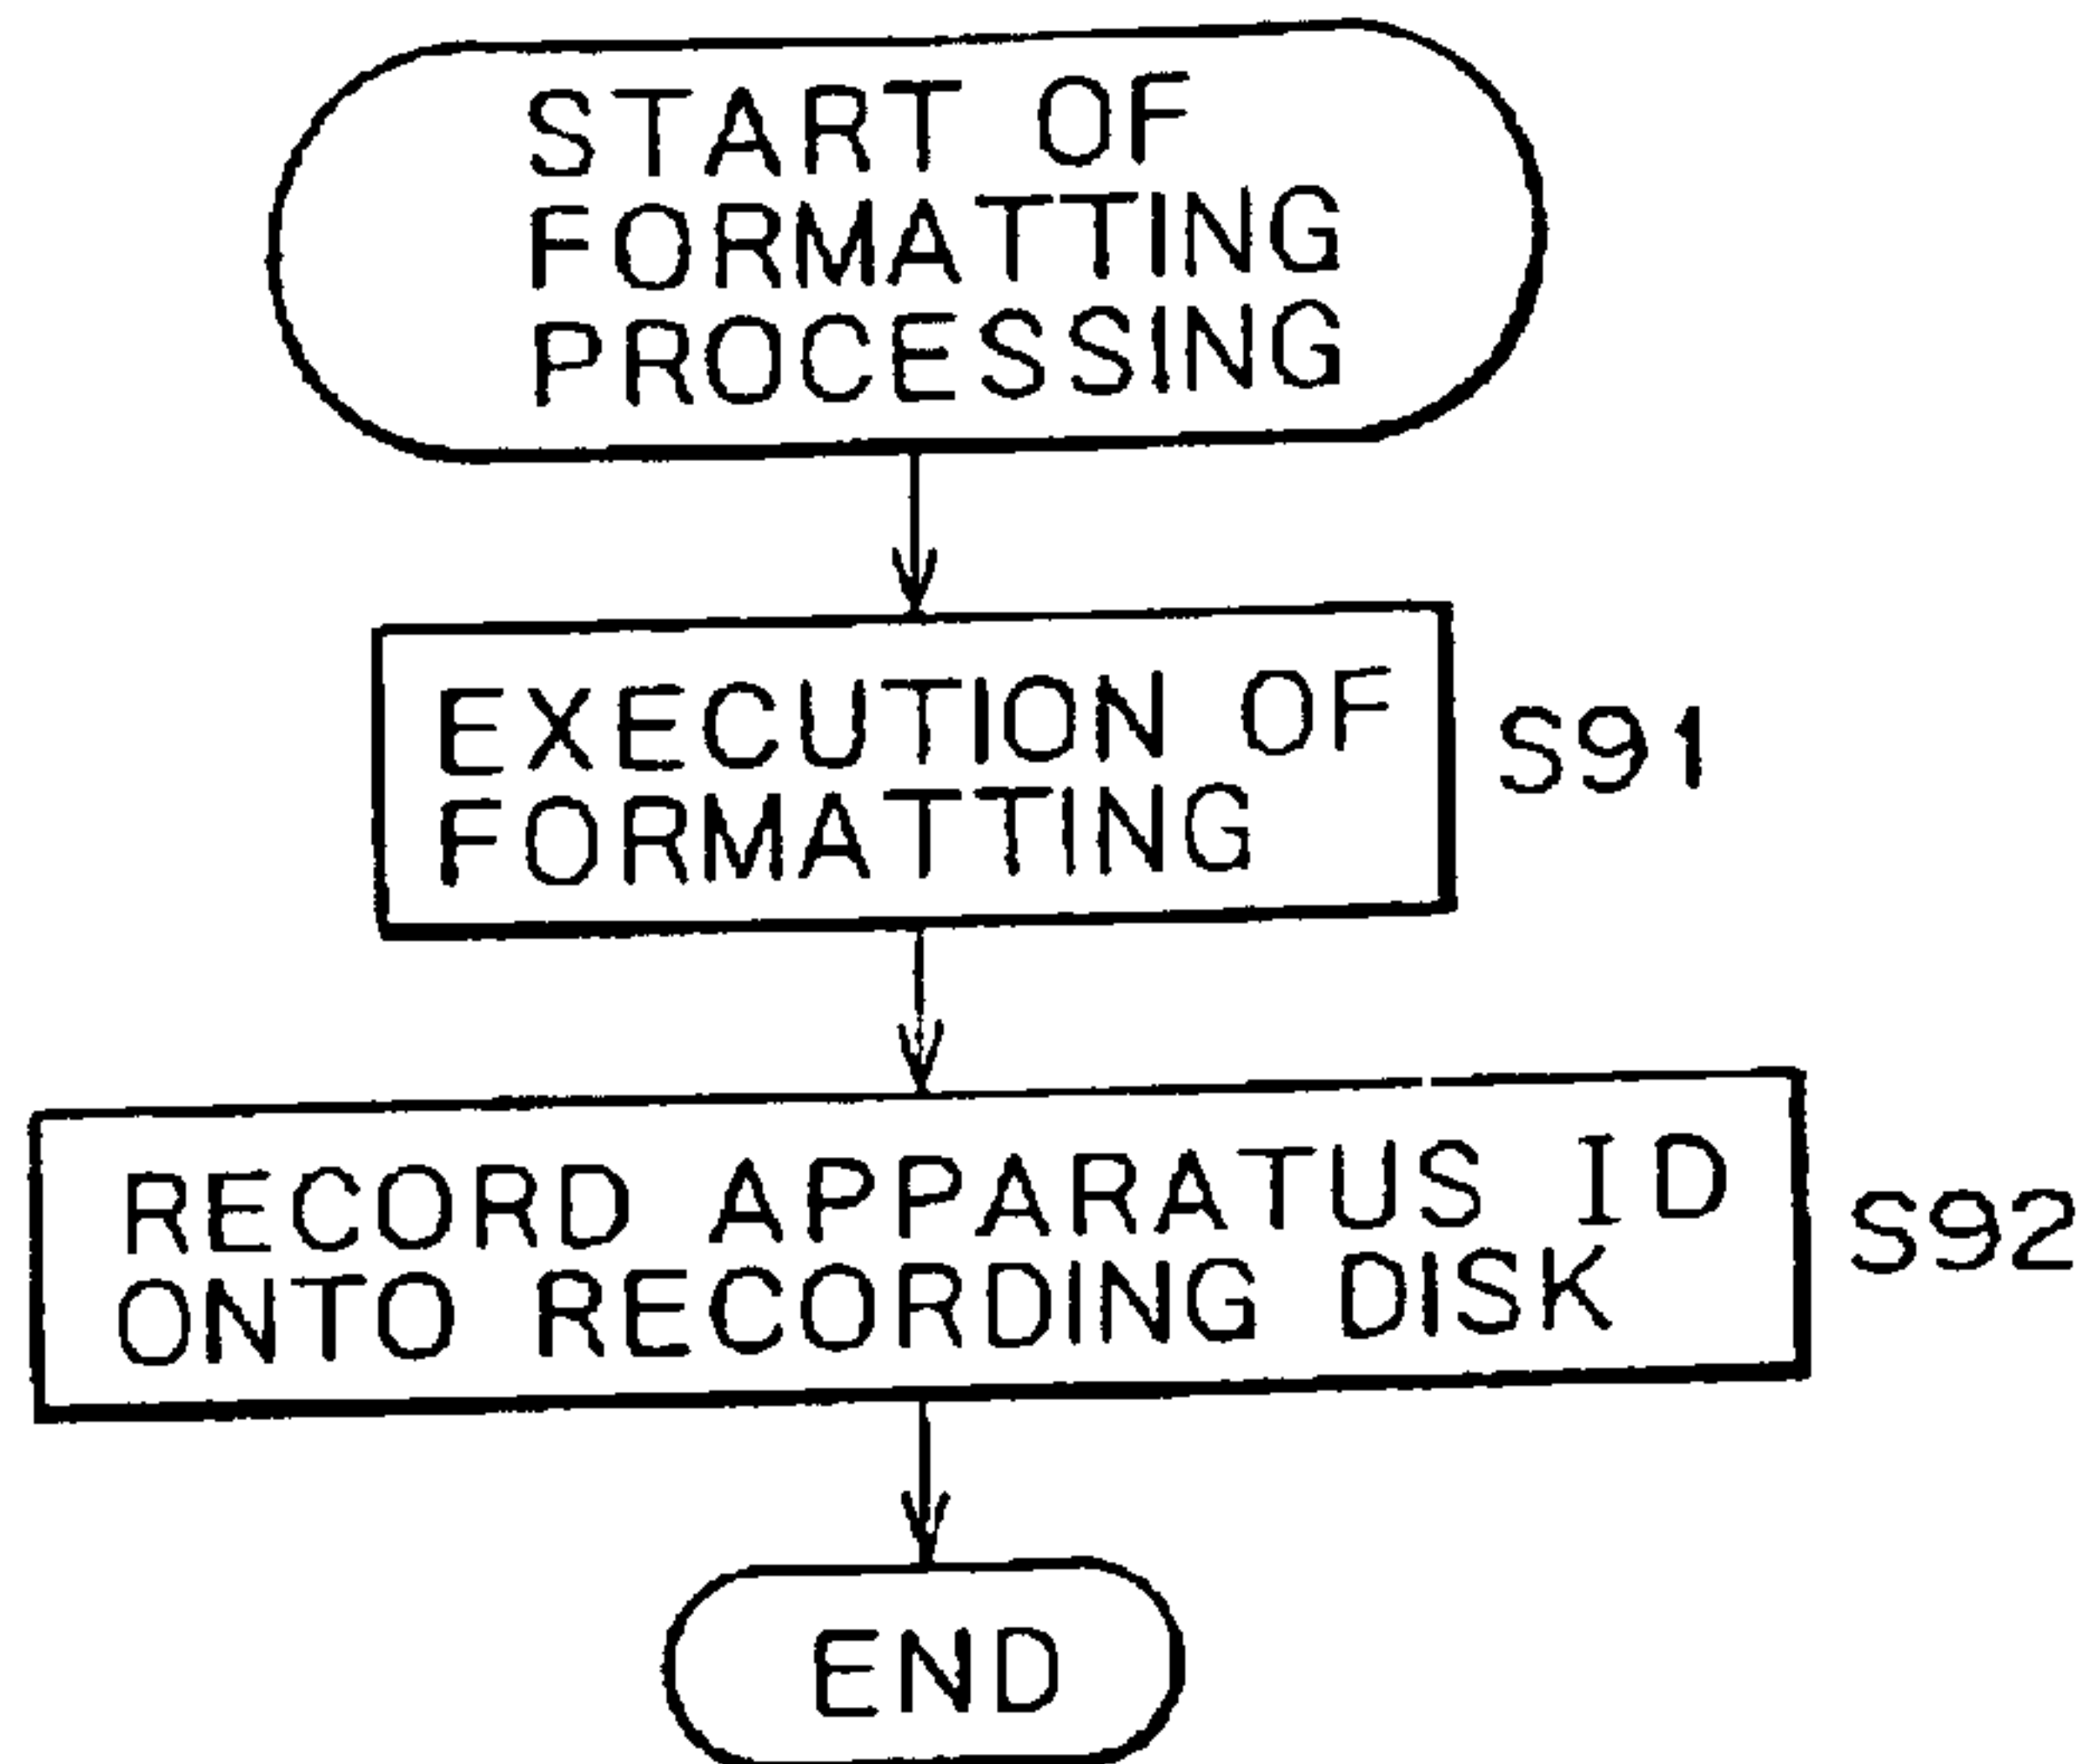 START OF
FORMATTING
PROCESSING
EXECUTION OF
FORMATTING
S91
RECORD APPARATUS ID
ONTO RECORDING DISK
S92
END